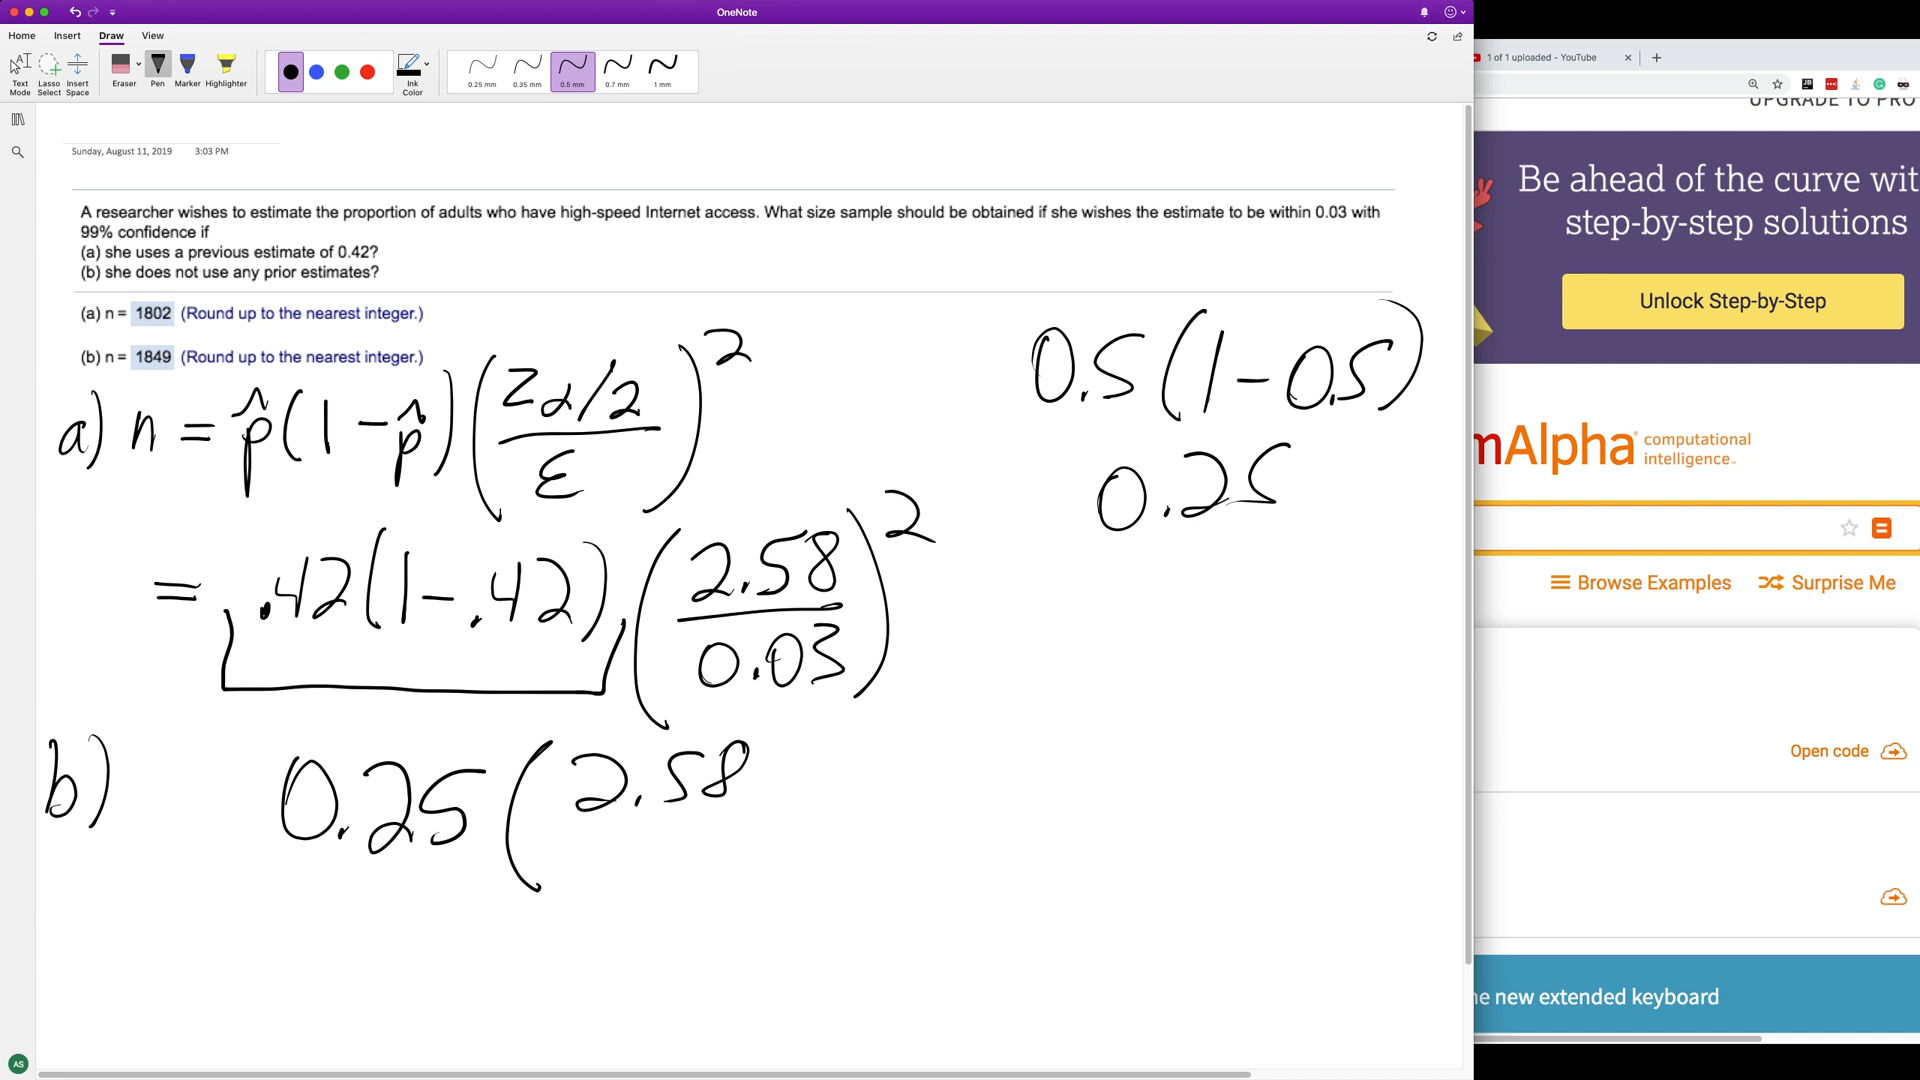 OneNote
Home Insert Draw View
Text Mode Lasso Select Insert Space Eraser Pen Marker Highlighter Ink Color 0.25 mm 0.35 mm 0.5 mm 0.7 mm 1 mm
Sunday, August 11, 2019 3:03 PM
A researcher wishes to estimate the proportion of adults who have high-speed Internet access. What size sample should be obtained if she wishes the estimate to be within 0.03 with
99% confidence if
(a) she uses a previous estimate of 0.42?
(b) she does not use any prior estimates?
(a) n = 1802 (Round up to the nearest integer.)
(b) n = 1849 (Round up to the nearest integer.)
a) n = p̂(1 - p̂)(zα/2 / ε)²
= .42(1 - .42).(2.58 / 0.03)²
b) 0.25(2.58
0.5(1 - 0.5)
0.25
AS
1 of 1 uploaded - YouTube
UPGRADE TO PRO
Be ahead of the curve wit
step-by-step solutions
Unlock Step-by-Step
mAlpha computational intelligence
Browse Examples Surprise Me
Open code
he new extended keyboard